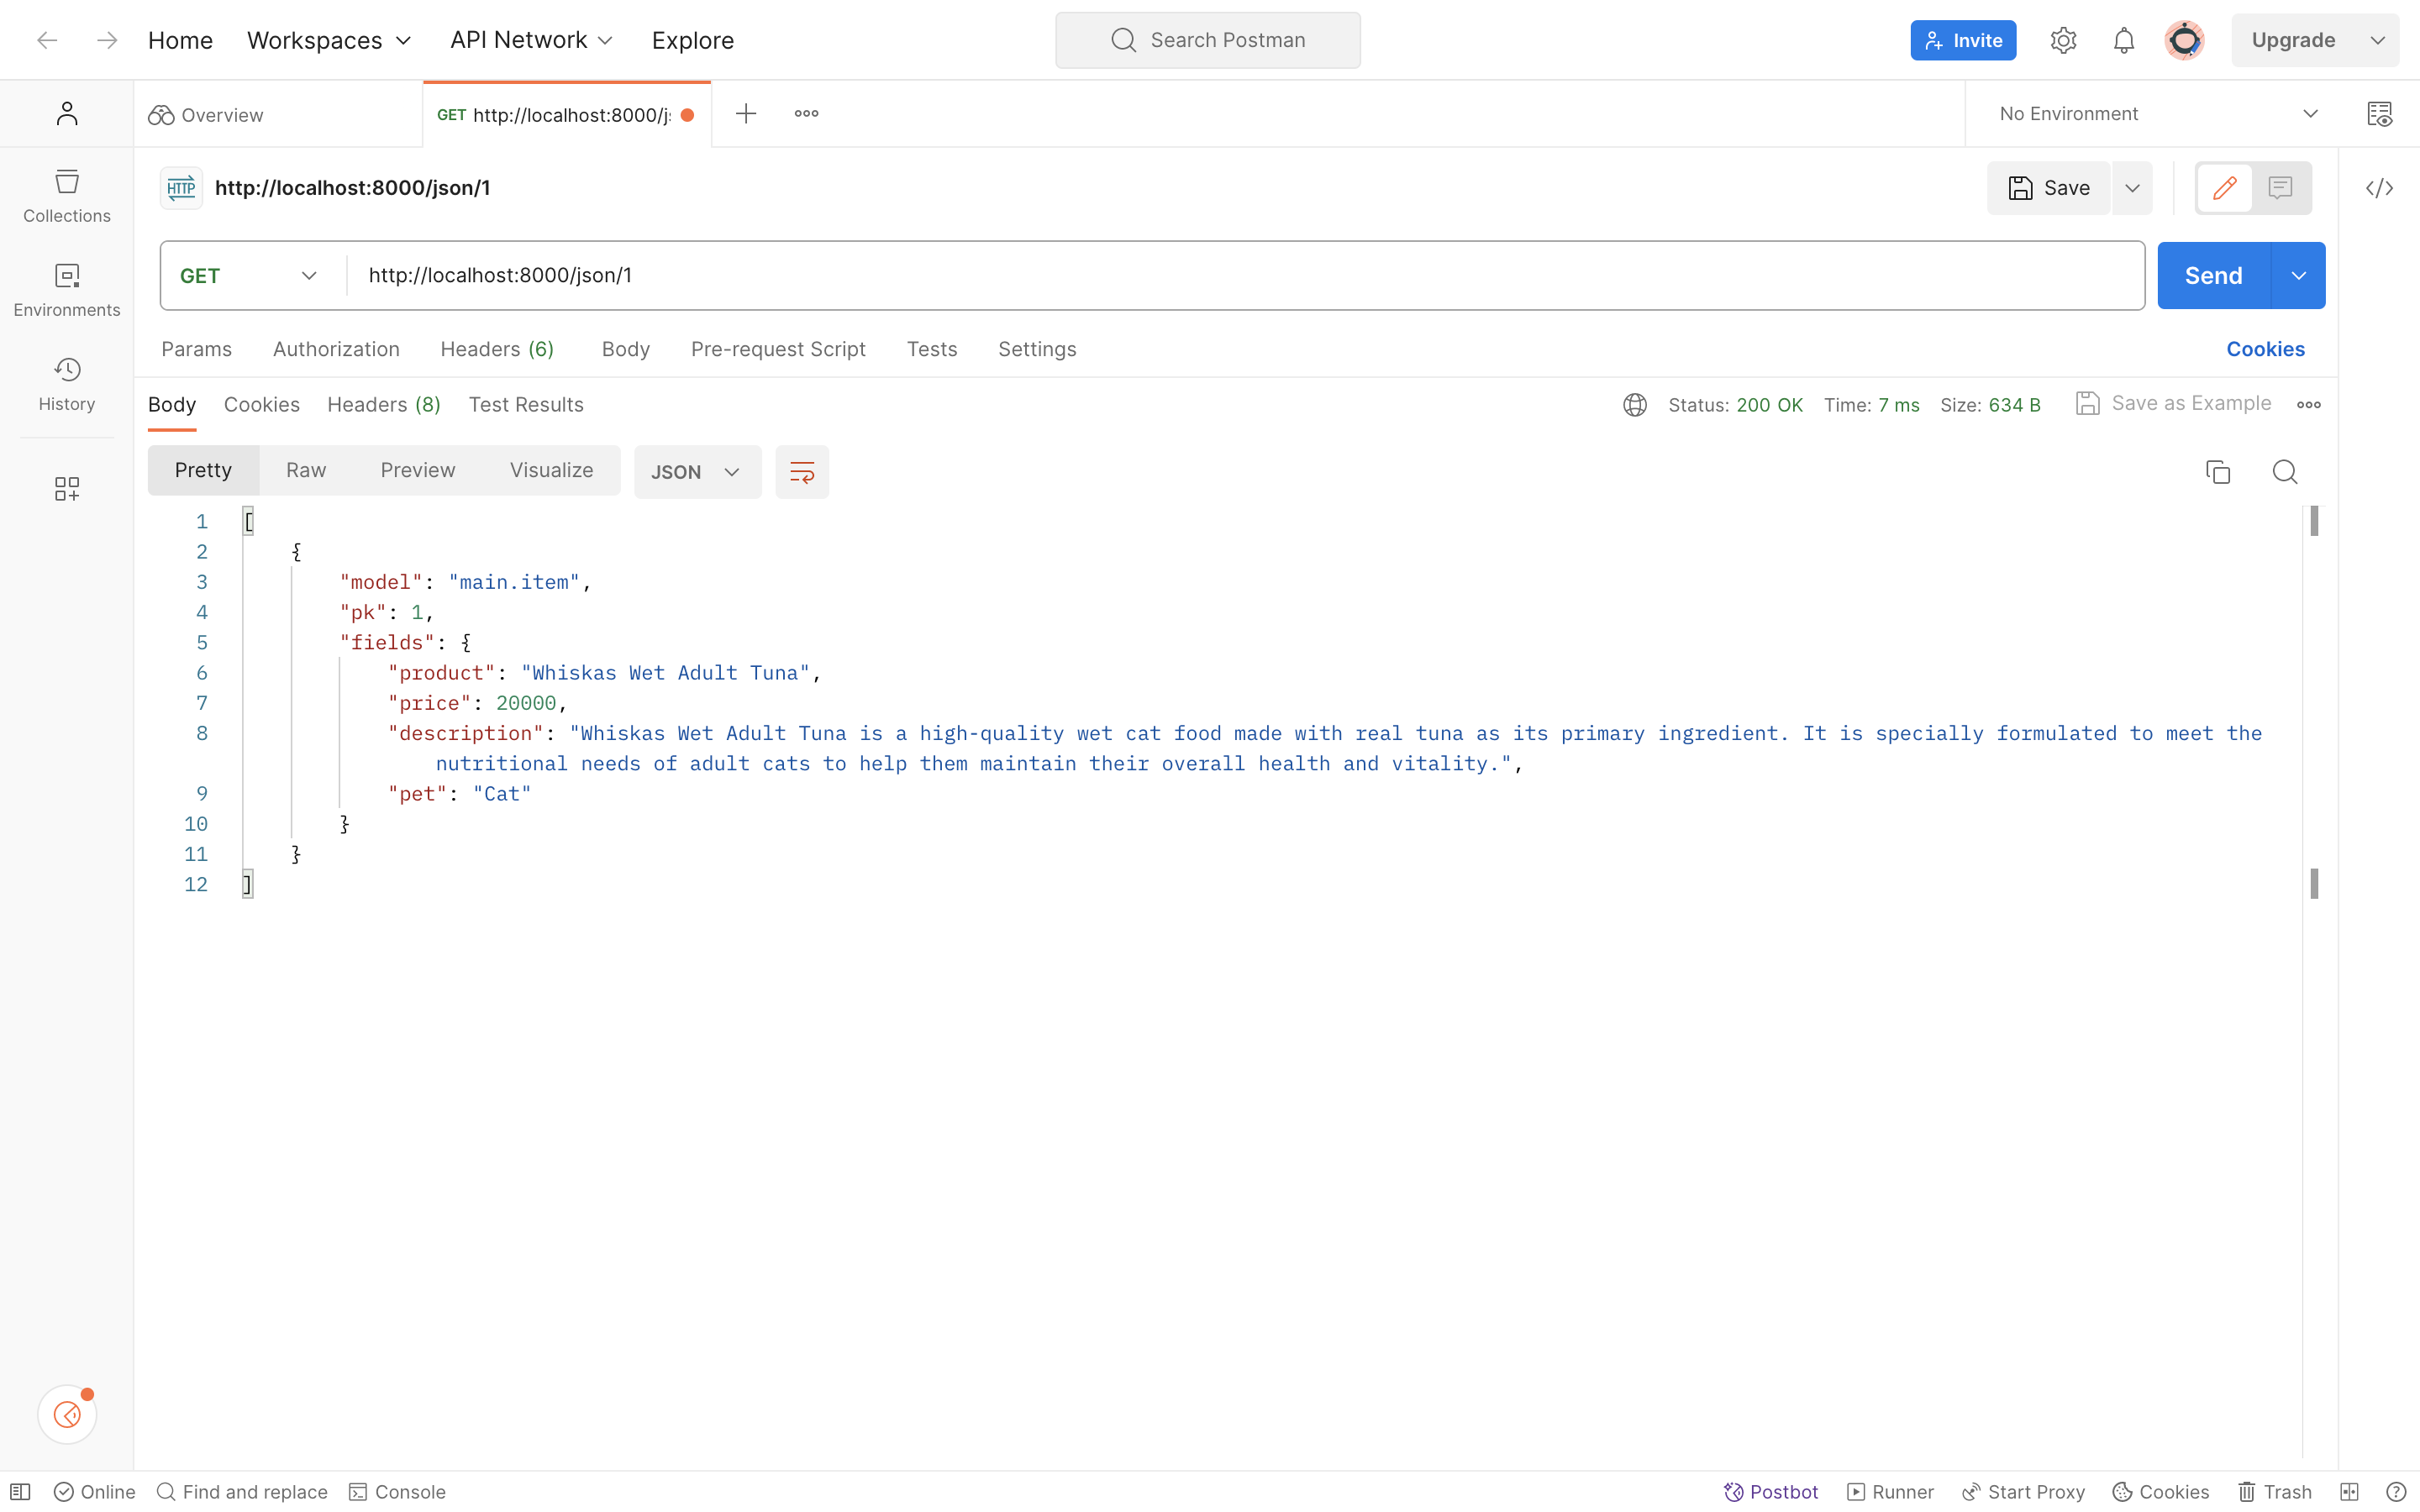 Home Workspaces API Network Explore Search Postman Invite Upgrade
Overview GET http://localhost:8000/j No Environment
HTTP http://localhost:8000/json/1 Save
Collections
GET http://localhost:8000/json/1 Send
Environments
Params Authorization Headers (6) Body Pre-request Script Tests Settings Cookies
History
Body Cookies Headers (8) Test Results Status: 200 OK Time: 7 ms Size: 634 B Save as Example
Pretty Raw Preview Visualize JSON
1 [
2 {
3 "model": "main.item",
4 "pk": 1,
5 "fields": {
6 "product": "Whiskas Wet Adult Tuna",
7 "price": 20000,
8 "description": "Whiskas Wet Adult Tuna is a high-quality wet cat food made with real tuna as its primary ingredient. It is specially formulated to meet the
nutritional needs of adult cats to help them maintain their overall health and vitality.",
9 "pet": "Cat"
10 }
11 }
12 ]
Online Find and replace Console Postbot Runner Start Proxy Cookies Trash